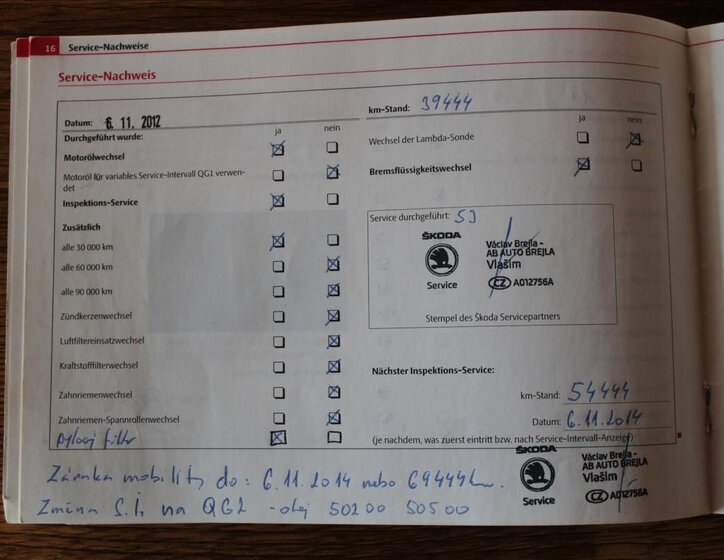 16 Service-Nachweise
Service-Nachweis
Datum: 6. 11. 2012
Durchgeführt wurde: ja nein
Motorölwechsel
Motoröl für variables Service-Intervall QG1 verwen-
det
Inspektions-Service
Zusätzlich
alle 30 000 km
alle 60 000 km
alle 90 000 km
Zündkerzenwechsel
Luftfiltereinsatzwechsel
Kraftstofffilterwechsel
Zahnriemenwechsel
Zahnriemen-Spannrollenwechsel
Pylový filtr
km-Stand: 39444
ja nein
Wechsel der Lambda-Sonde
Bremsflüssigkeitswechsel
Service durchgeführt:
ŠKODA
Service
Václav Brejla -
AB AUTO BREJLA
Vlašim
CZ A012756A
Stempel des Škoda Servicepartners
Nächster Inspektions-Service:
km-Stand: 54444
Datum: 6.11.2014
(je nachdem, was zuerst eintritt bzw. nach Service-Intervall-Anzeige)
Záruka mobility do: 6.11.2014 nebo 69444km.
Změna S.I. na QG2 - olej 50200 50500
ŠKODA
Service
Václav Brejla -
AB AUTO BREJLA
Vlašim
CZ A012756A